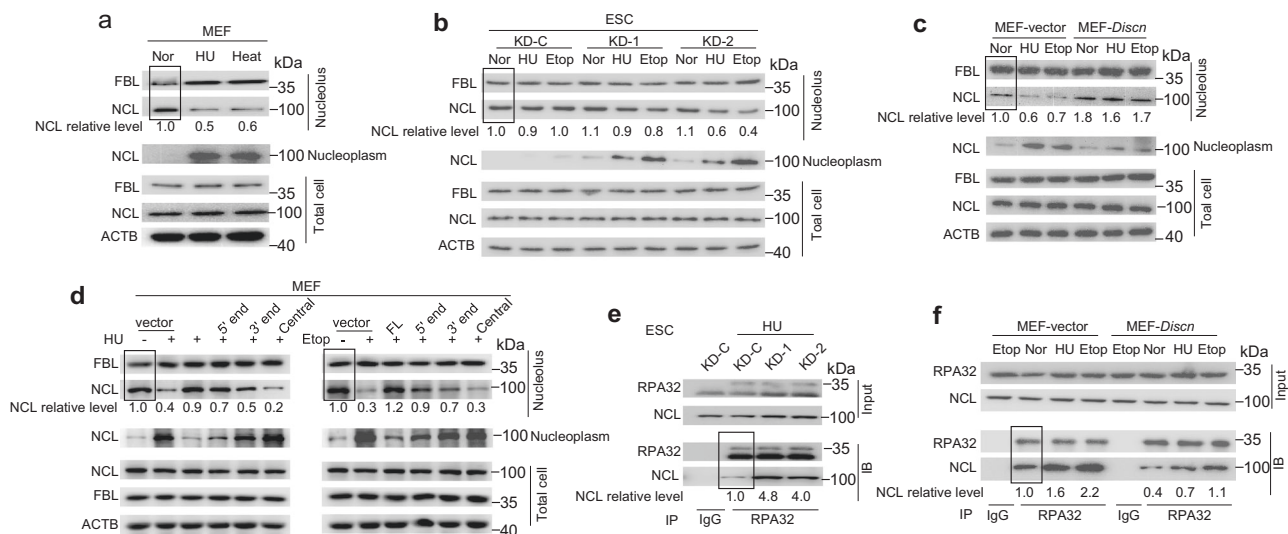 a
MEF
Nor HU Heat
kDa
FBL
35
NCL
100
NCL relative level 1.0 0.5 0.6
Nucleolus
NCL
100 Nucleoplasm
FBL
35
NCL
100
ACTB
40
Total cell
b
ESC
KD-C KD-1 KD-2
Nor HU Etop Nor HU Etop Nor HU Etop
kDa
FBL
35
NCL
100
NCL relative level 1.0 0.9 1.0 1.1 0.9 0.8 1.1 0.6 0.4
Nucleolus
NCL
100 Nucleoplasm
FBL
35
NCL
100
ACTB
40
Toal cell
c
MEF-vector MEF-Discn
Nor HU Etop Nor HU Etop
kDa
FBL
35
NCL
100
NCL relative level 1.0 0.6 0.7 1.8 1.6 1.7
Nucleolus
NCL
100 Nucleoplasm
FBL
35
NCL
100
ACTB
40
Toal cell
d
MEF
vector 5' end 3' end Central
HU - + + + + +
FBL
NCL
NCL relative level 1.0 0.4 0.9 0.7 0.5 0.2
NCL
NCL
FBL
ACTB
vector FL 5' end 3' end Central
Etop - + + + + +
kDa
35
100
1.0 0.3 1.2 0.9 0.7 0.3
Nucleolus
100 Nucleoplasm
100
35
40
Total cell
e
ESC
HU
KD-C KD-C KD-1 KD-2
kDa
RPA32
35
NCL
100
Input
RPA32
35
NCL
100
IB
NCL relative level 1.0 4.8 4.0
IP IgG RPA32
f
MEF-vector MEF-Discn
Etop Nor HU Etop Etop Nor HU Etop
kDa
RPA32
35
NCL
100
Input
RPA32
35
NCL
100
IB
NCL relative level 1.0 1.6 2.2 0.4 0.7 1.1
IP IgG RPA32 IgG RPA32